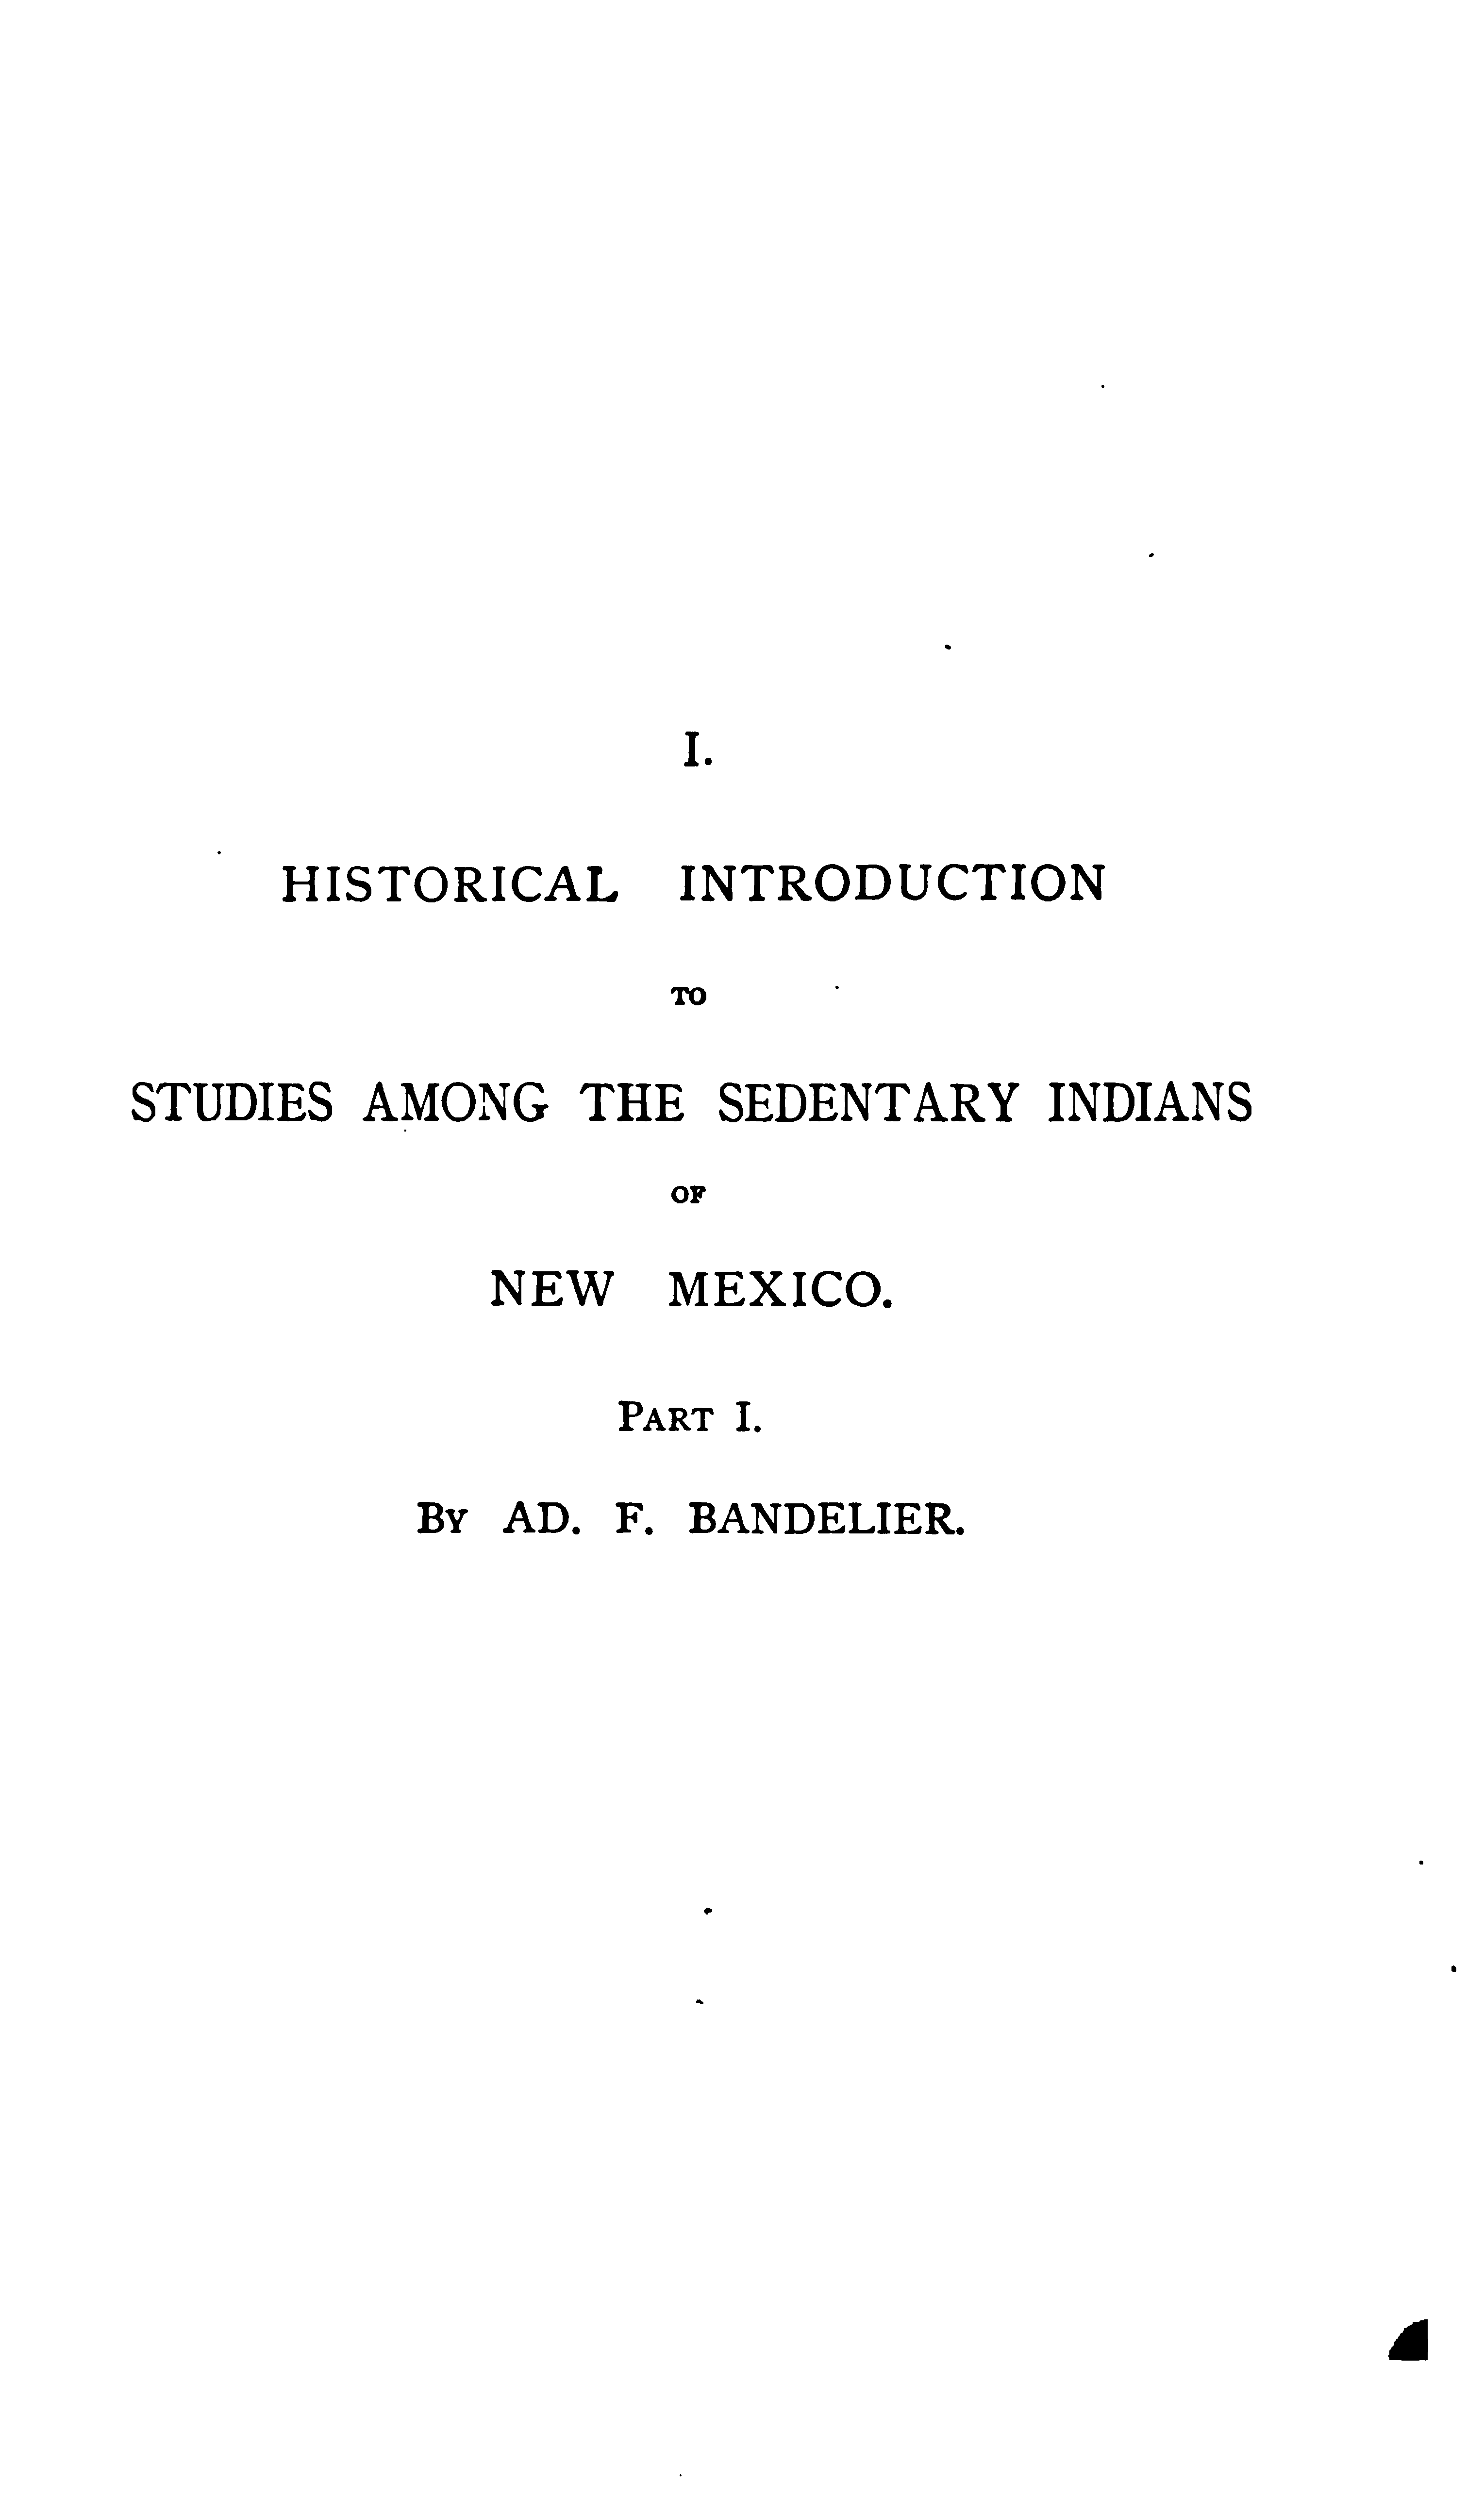 I.
HISTORICAL INTRODUCTION
TO
STUDIES AMONG THE SEDENTARY INDIANS
OF
NEW MEXICO.
PART I.
By AD. F. BANDELIER.